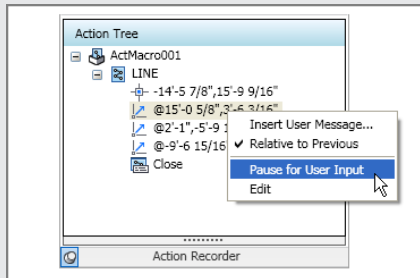 Action Tree
ActMacro001
LINE
-14'-5 7/8",15'-9 9/16"
@15'-0 5/8",3'-6 3/16"
@2'-1",-5'-9 1
@-9'-6 15/16
Close
Insert User Message...
Relative to Previous
Pause for User Input
Edit
Action Recorder